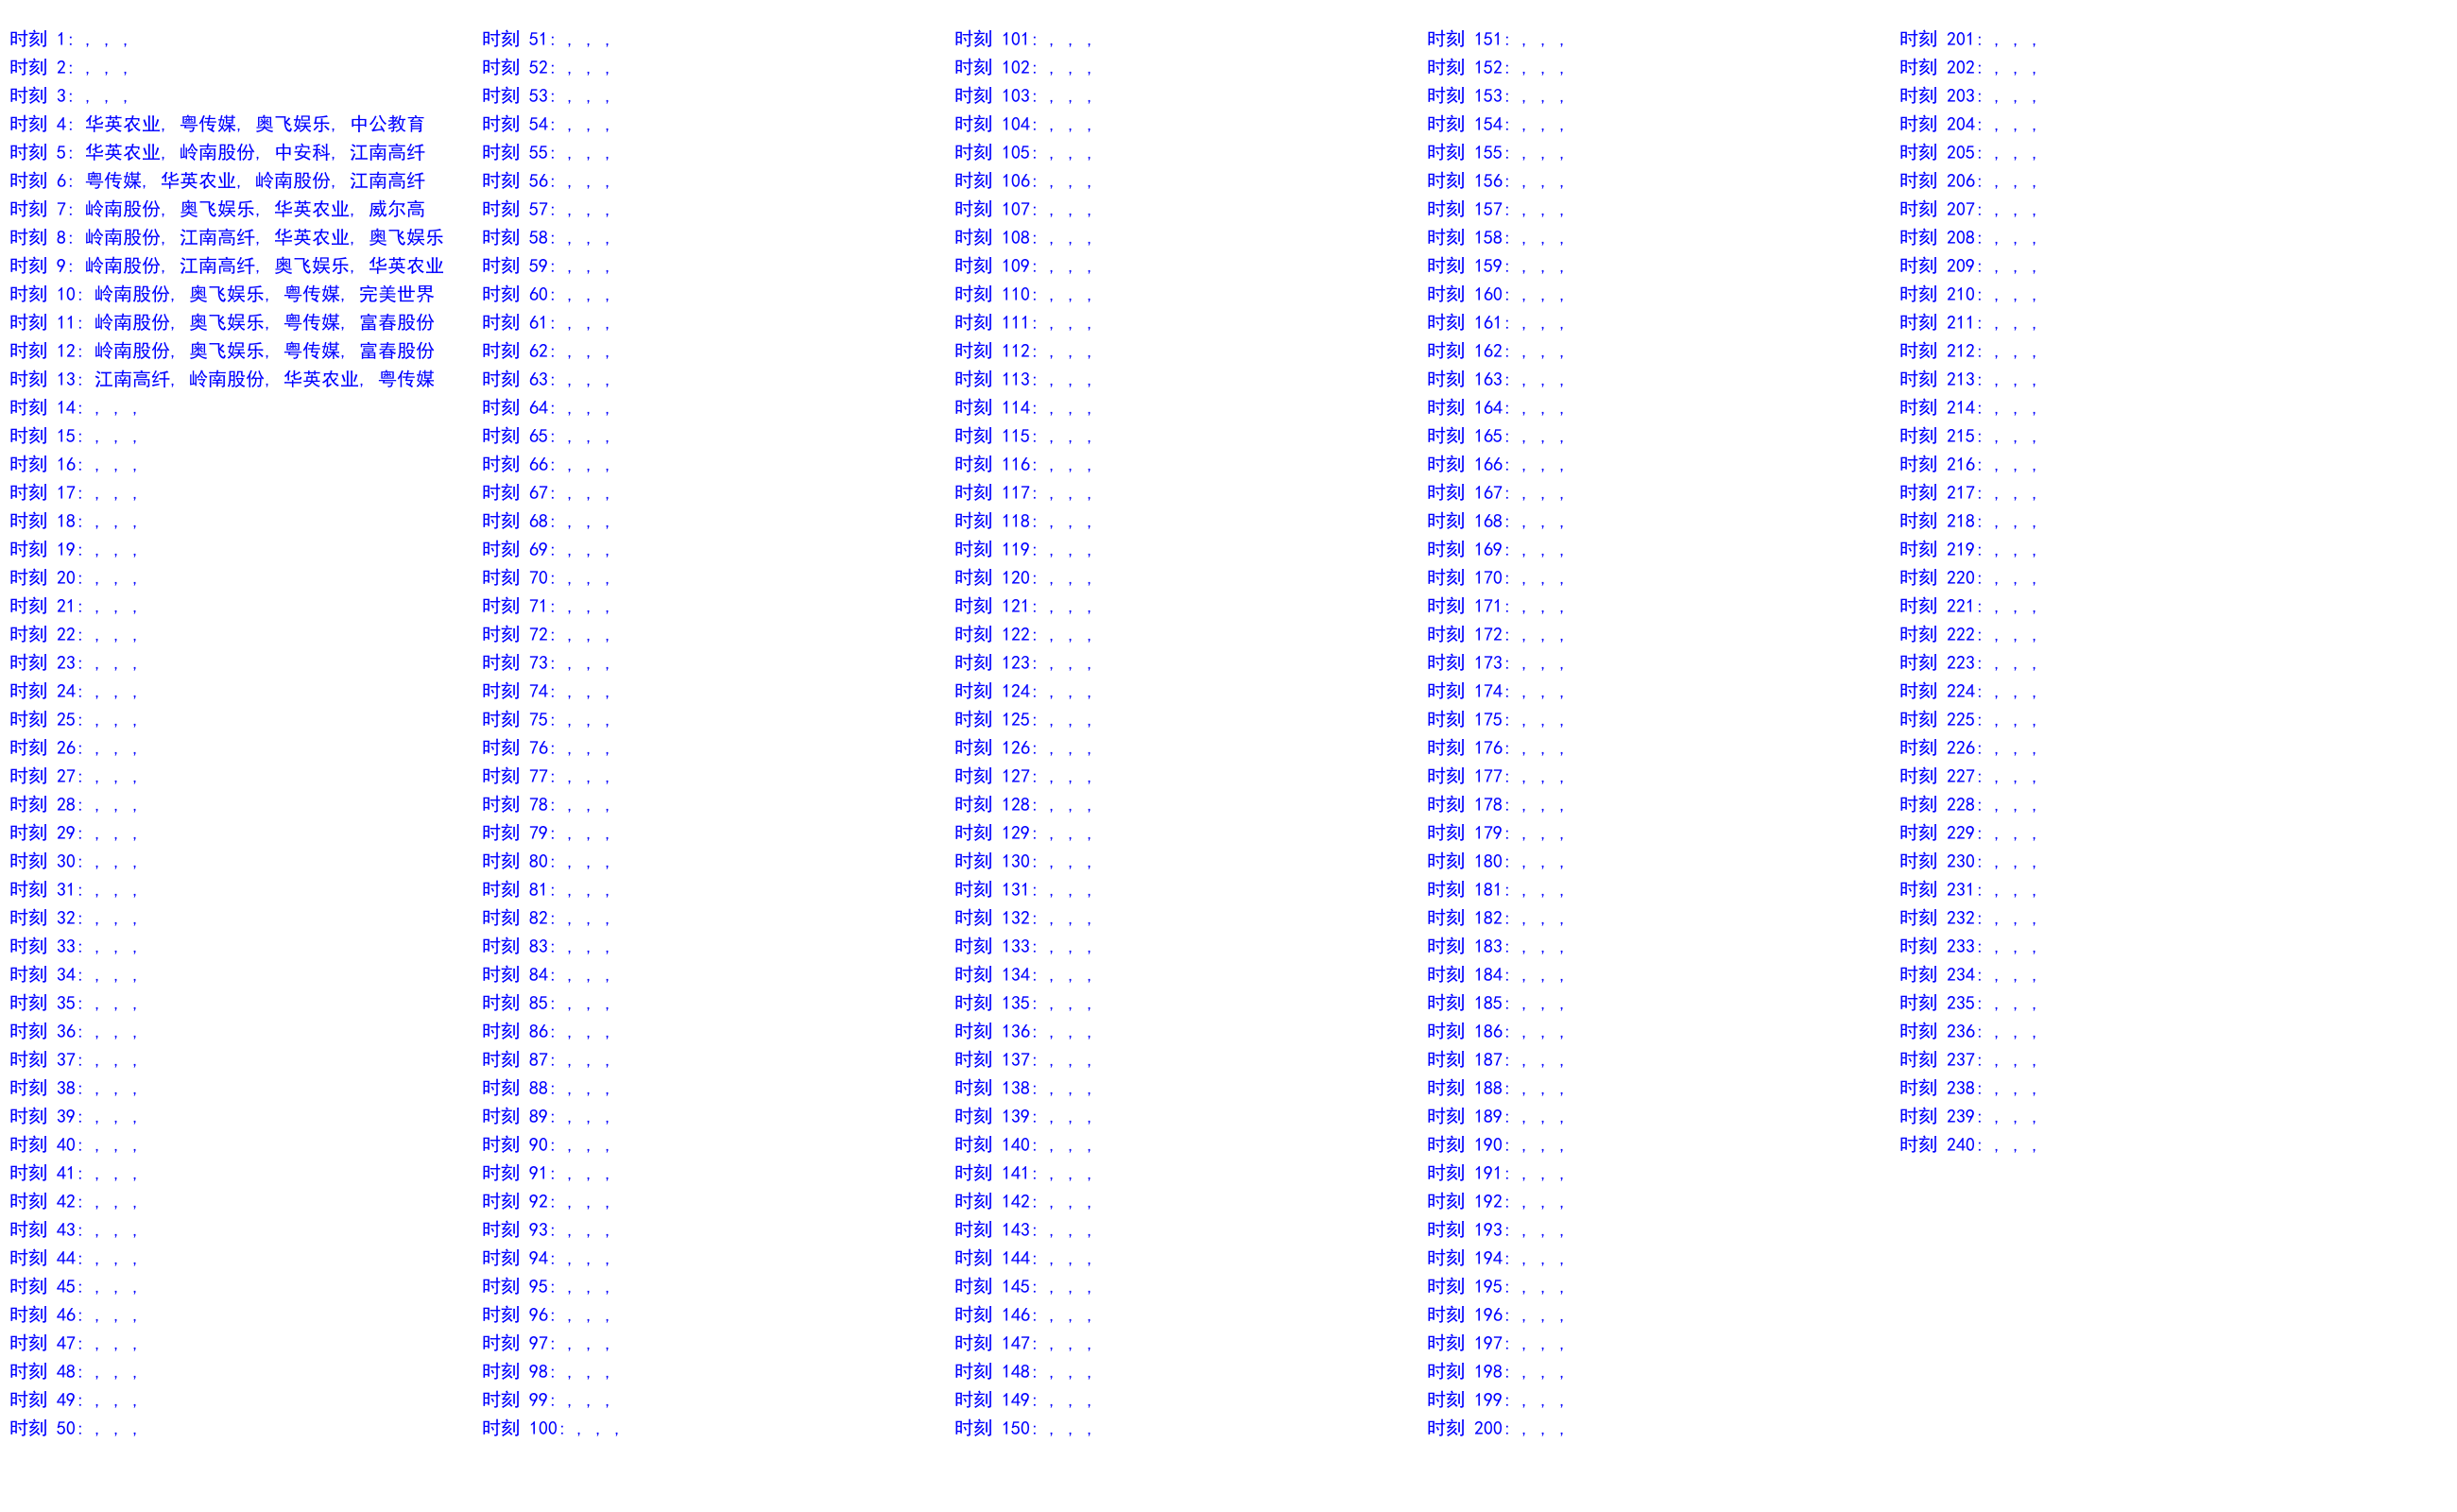 时刻 1: , , ,
时刻 2: , , ,
时刻 3: , , ,
时刻 4: 华英农业, 粤传媒, 奥飞娱乐, 中公教育
时刻 5: 华英农业, 岭南股份, 中安科, 江南高纤
时刻 6: 粤传媒, 华英农业, 岭南股份, 江南高纤
时刻 7: 岭南股份, 奥飞娱乐, 华英农业, 威尔高
时刻 8: 岭南股份, 江南高纤, 华英农业, 奥飞娱乐
时刻 9: 岭南股份, 江南高纤, 奥飞娱乐, 华英农业
时刻 10: 岭南股份, 奥飞娱乐, 粤传媒, 完美世界
时刻 11: 岭南股份, 奥飞娱乐, 粤传媒, 富春股份
时刻 12: 岭南股份, 奥飞娱乐, 粤传媒, 富春股份
时刻 13: 江南高纤, 岭南股份, 华英农业, 粤传媒
时刻 14: , , ,
时刻 15: , , ,
时刻 16: , , ,
时刻 17: , , ,
时刻 18: , , ,
时刻 19: , , ,
时刻 20: , , ,
时刻 21: , , ,
时刻 22: , , ,
时刻 23: , , ,
时刻 24: , , ,
时刻 25: , , ,
时刻 26: , , ,
时刻 27: , , ,
时刻 28: , , ,
时刻 29: , , ,
时刻 30: , , ,
时刻 31: , , ,
时刻 32: , , ,
时刻 33: , , ,
时刻 34: , , ,
时刻 35: , , ,
时刻 36: , , ,
时刻 37: , , ,
时刻 38: , , ,
时刻 39: , , ,
时刻 40: , , ,
时刻 41: , , ,
时刻 42: , , ,
时刻 43: , , ,
时刻 44: , , ,
时刻 45: , , ,
时刻 46: , , ,
时刻 47: , , ,
时刻 48: , , ,
时刻 49: , , ,
时刻 50: , , ,
时刻 51: , , ,
时刻 52: , , ,
时刻 53: , , ,
时刻 54: , , ,
时刻 55: , , ,
时刻 56: , , ,
时刻 57: , , ,
时刻 58: , , ,
时刻 59: , , ,
时刻 60: , , ,
时刻 61: , , ,
时刻 62: , , ,
时刻 63: , , ,
时刻 64: , , ,
时刻 65: , , ,
时刻 66: , , ,
时刻 67: , , ,
时刻 68: , , ,
时刻 69: , , ,
时刻 70: , , ,
时刻 71: , , ,
时刻 72: , , ,
时刻 73: , , ,
时刻 74: , , ,
时刻 75: , , ,
时刻 76: , , ,
时刻 77: , , ,
时刻 78: , , ,
时刻 79: , , ,
时刻 80: , , ,
时刻 81: , , ,
时刻 82: , , ,
时刻 83: , , ,
时刻 84: , , ,
时刻 85: , , ,
时刻 86: , , ,
时刻 87: , , ,
时刻 88: , , ,
时刻 89: , , ,
时刻 90: , , ,
时刻 91: , , ,
时刻 92: , , ,
时刻 93: , , ,
时刻 94: , , ,
时刻 95: , , ,
时刻 96: , , ,
时刻 97: , , ,
时刻 98: , , ,
时刻 99: , , ,
时刻 100: , , ,
时刻 101: , , ,
时刻 102: , , ,
时刻 103: , , ,
时刻 104: , , ,
时刻 105: , , ,
时刻 106: , , ,
时刻 107: , , ,
时刻 108: , , ,
时刻 109: , , ,
时刻 110: , , ,
时刻 111: , , ,
时刻 112: , , ,
时刻 113: , , ,
时刻 114: , , ,
时刻 115: , , ,
时刻 116: , , ,
时刻 117: , , ,
时刻 118: , , ,
时刻 119: , , ,
时刻 120: , , ,
时刻 121: , , ,
时刻 122: , , ,
时刻 123: , , ,
时刻 124: , , ,
时刻 125: , , ,
时刻 126: , , ,
时刻 127: , , ,
时刻 128: , , ,
时刻 129: , , ,
时刻 130: , , ,
时刻 131: , , ,
时刻 132: , , ,
时刻 133: , , ,
时刻 134: , , ,
时刻 135: , , ,
时刻 136: , , ,
时刻 137: , , ,
时刻 138: , , ,
时刻 139: , , ,
时刻 140: , , ,
时刻 141: , , ,
时刻 142: , , ,
时刻 143: , , ,
时刻 144: , , ,
时刻 145: , , ,
时刻 146: , , ,
时刻 147: , , ,
时刻 148: , , ,
时刻 149: , , ,
时刻 150: , , ,
时刻 151: , , ,
时刻 152: , , ,
时刻 153: , , ,
时刻 154: , , ,
时刻 155: , , ,
时刻 156: , , ,
时刻 157: , , ,
时刻 158: , , ,
时刻 159: , , ,
时刻 160: , , ,
时刻 161: , , ,
时刻 162: , , ,
时刻 163: , , ,
时刻 164: , , ,
时刻 165: , , ,
时刻 166: , , ,
时刻 167: , , ,
时刻 168: , , ,
时刻 169: , , ,
时刻 170: , , ,
时刻 171: , , ,
时刻 172: , , ,
时刻 173: , , ,
时刻 174: , , ,
时刻 175: , , ,
时刻 176: , , ,
时刻 177: , , ,
时刻 178: , , ,
时刻 179: , , ,
时刻 180: , , ,
时刻 181: , , ,
时刻 182: , , ,
时刻 183: , , ,
时刻 184: , , ,
时刻 185: , , ,
时刻 186: , , ,
时刻 187: , , ,
时刻 188: , , ,
时刻 189: , , ,
时刻 190: , , ,
时刻 191: , , ,
时刻 192: , , ,
时刻 193: , , ,
时刻 194: , , ,
时刻 195: , , ,
时刻 196: , , ,
时刻 197: , , ,
时刻 198: , , ,
时刻 199: , , ,
时刻 200: , , ,
时刻 201: , , ,
时刻 202: , , ,
时刻 203: , , ,
时刻 204: , , ,
时刻 205: , , ,
时刻 206: , , ,
时刻 207: , , ,
时刻 208: , , ,
时刻 209: , , ,
时刻 210: , , ,
时刻 211: , , ,
时刻 212: , , ,
时刻 213: , , ,
时刻 214: , , ,
时刻 215: , , ,
时刻 216: , , ,
时刻 217: , , ,
时刻 218: , , ,
时刻 219: , , ,
时刻 220: , , ,
时刻 221: , , ,
时刻 222: , , ,
时刻 223: , , ,
时刻 224: , , ,
时刻 225: , , ,
时刻 226: , , ,
时刻 227: , , ,
时刻 228: , , ,
时刻 229: , , ,
时刻 230: , , ,
时刻 231: , , ,
时刻 232: , , ,
时刻 233: , , ,
时刻 234: , , ,
时刻 235: , , ,
时刻 236: , , ,
时刻 237: , , ,
时刻 238: , , ,
时刻 239: , , ,
时刻 240: , , ,